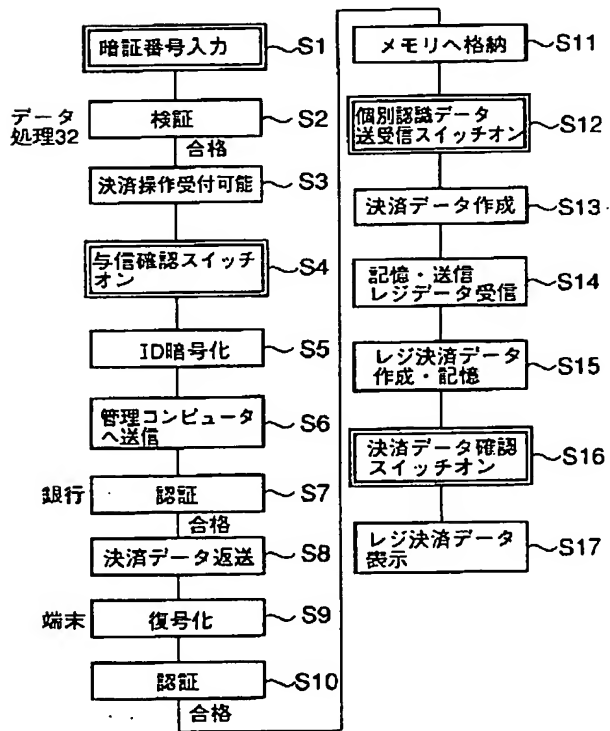 暗証番号入力 S1
データ
処理32
検証 S2
合格
決済操作受付可能 S3
与信確認スイッチ
オン S4
ID暗号化 S5
管理コンピュータ
へ送信 S6
銀行 認証 S7
合格
決済データ返送 S8
端末 復号化 S9
認証 S10
合格
メモリへ格納 S11
個別認識データ
送受信スイッチオン S12
決済データ作成 S13
記憶・送信
レジデータ受信 S14
レジ決済データ
作成・記憶 S15
決済データ確認
スイッチオン S16
レジ決済データ
表示 S17